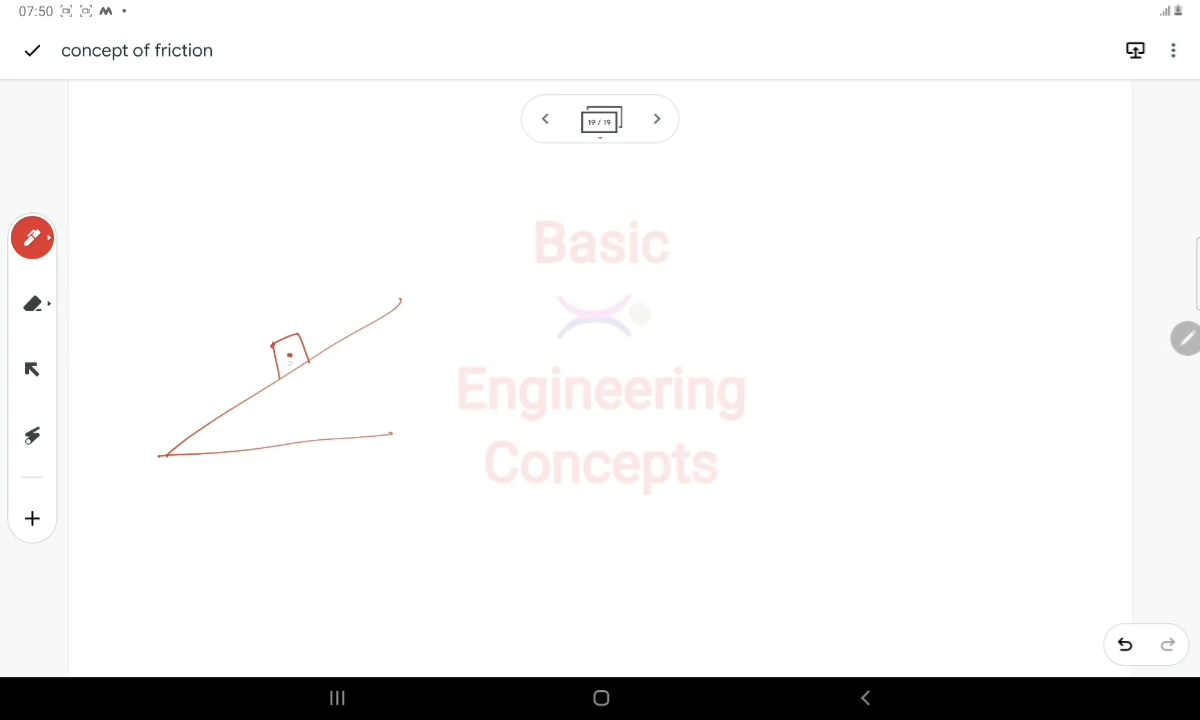 07:50
concept of friction
19 / 19
Basic
Engineering
Concepts